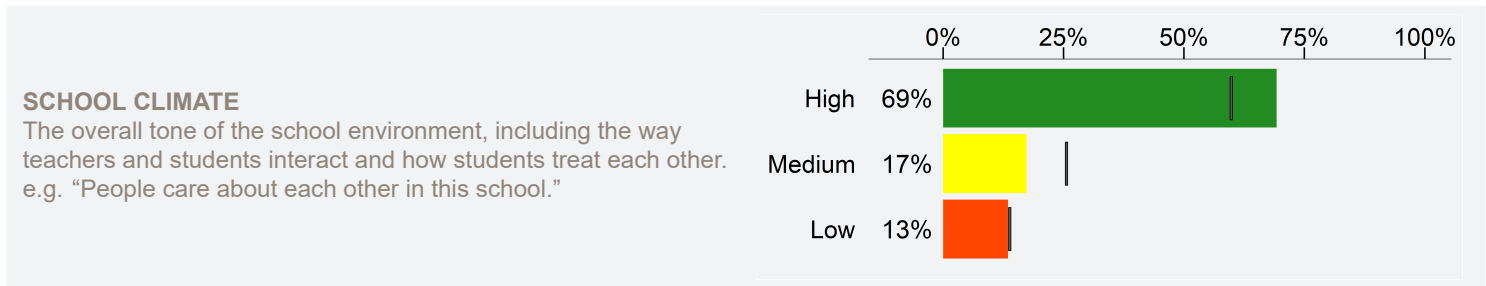 SCHOOL CLIMATE
The overall tone of the school environment, including the way
teachers and students interact and how students treat each other.
e.g. “People care about each other in this school.”
0% 25% 50% 75% 100%
High 69%
Medium 17%
Low 13%